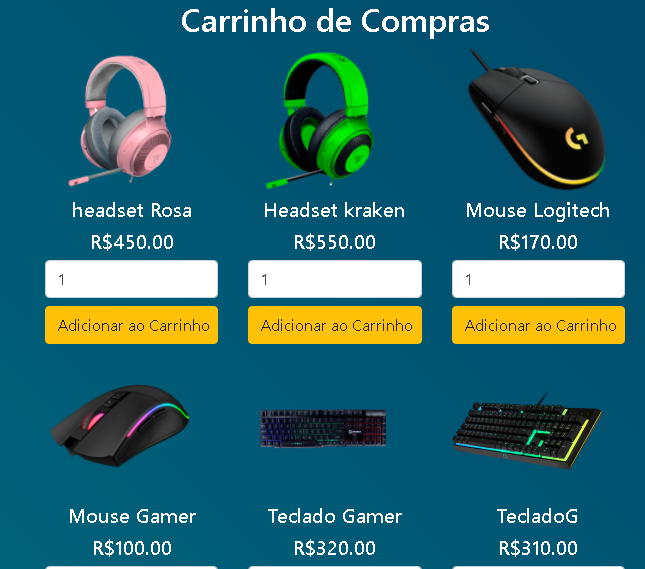 Carrinho de Compras
headset Rosa
Headset kraken
Mouse Logitech
R$450.00
R$550.00
R$170.00
1
1
1
Adicionar ao Carrinho
Adicionar ao Carrinho
Adicionar ao Carrinho
Mouse Gamer
Teclado Gamer
TecladoG
R$100.00
R$320.00
R$310.00